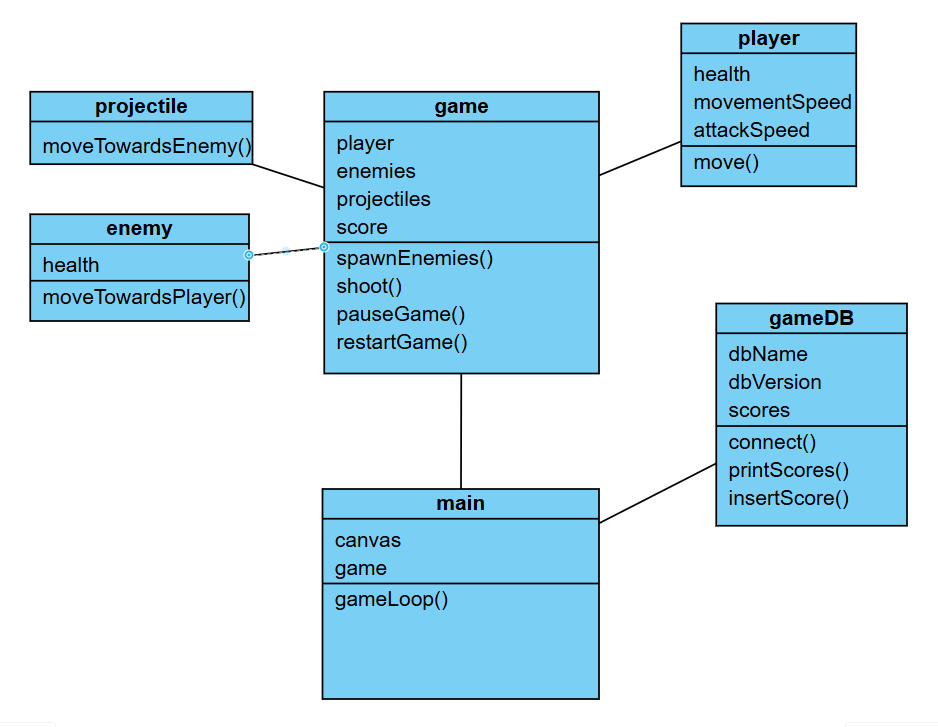 player
health
movementSpeed
attackSpeed
move()
projectile
moveTowardsEnemy()
game
player
enemies
projectiles
score
spawnEnemies()
shoot()
pauseGame()
restartGame()
enemy
health
moveTowardsPlayer()
gameDB
dbName
dbVersion
scores
connect()
printScores()
insertScore()
main
canvas
game
gameLoop()